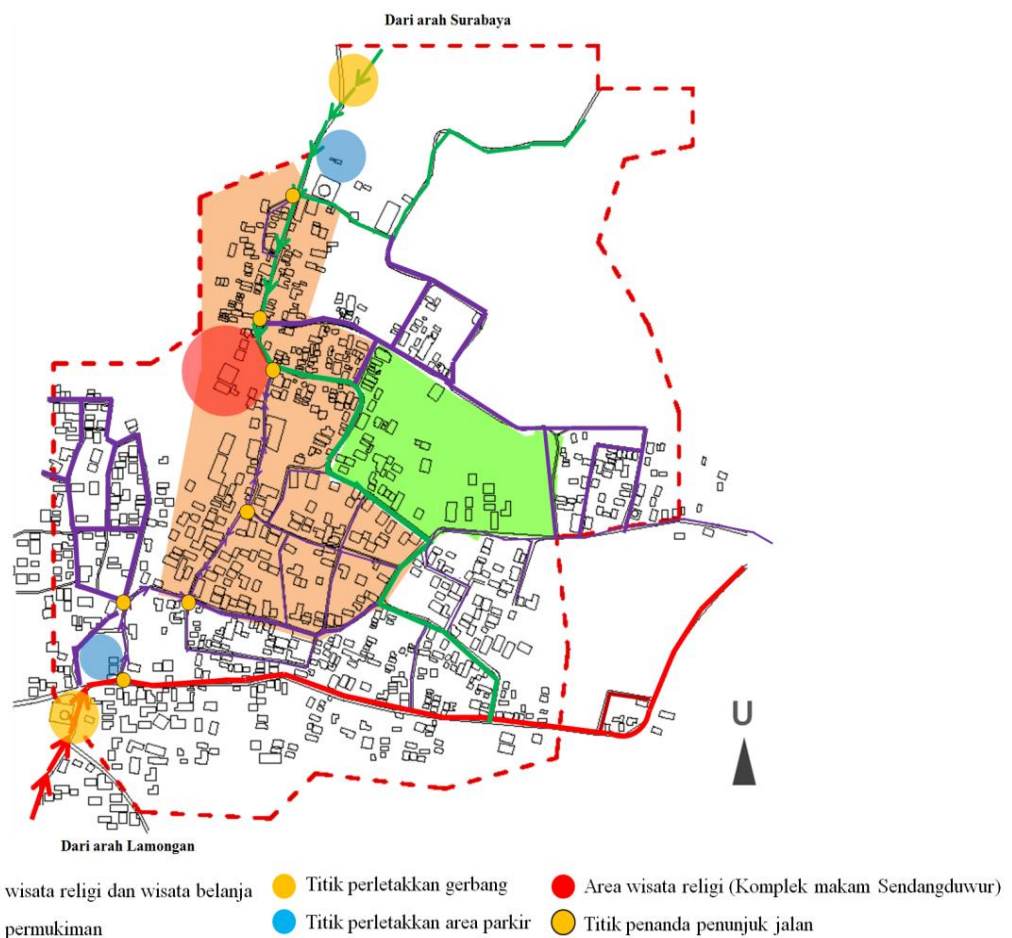 Dari arah Surabaya
U
Dari arah Lamongan
wisata religi dan wisata belanja
permukiman
Titik perletakkan gerbang
Titik perletakkan area parkir
Area wisata religi (Komplek makam Sendangduwur)
Titik penanda penunjuk jalan